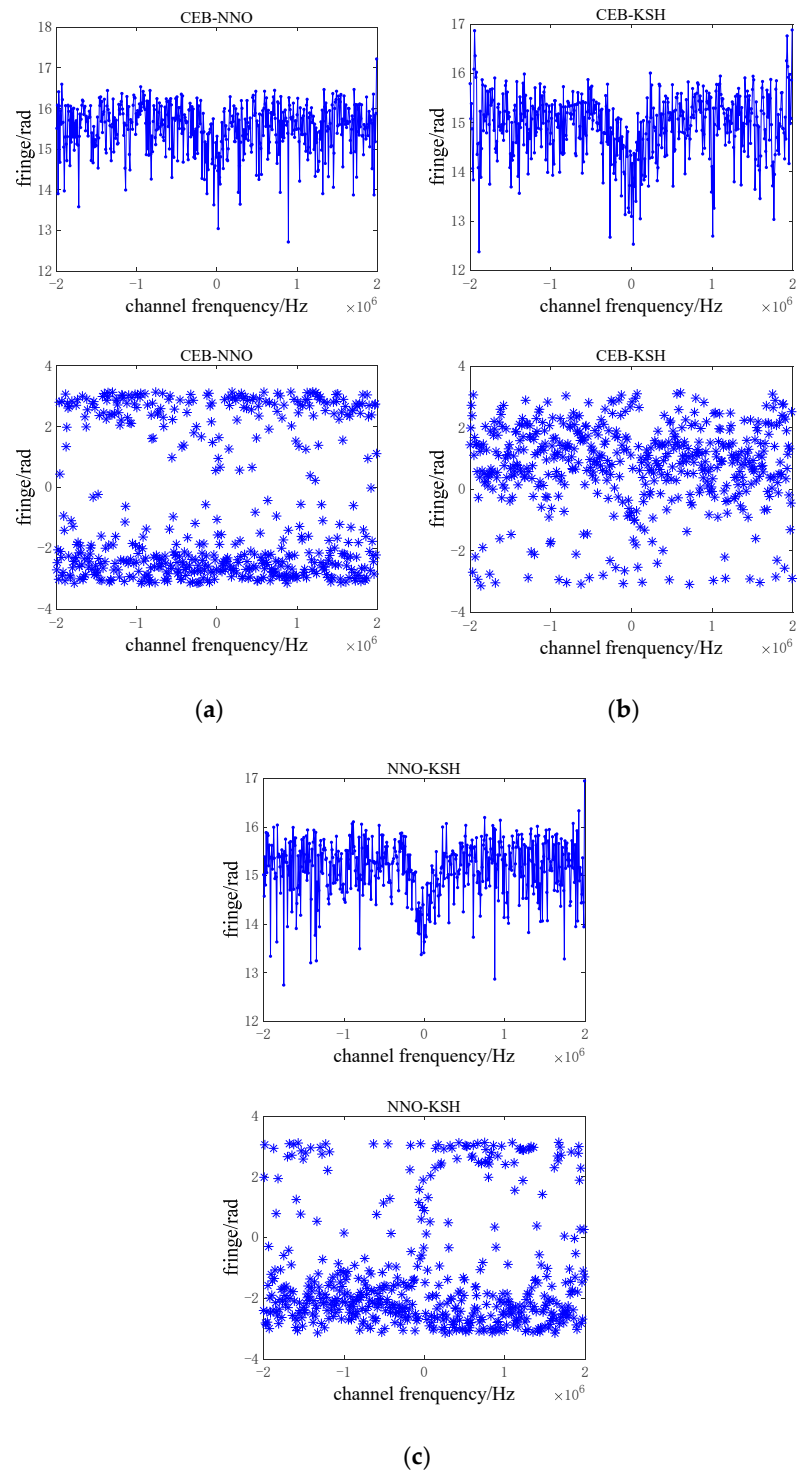 CEB-NNO
18
17
16
15
14
13
12
fringe/rad
-2 -1 0 1 2
channel frenquency/Hz ×10⁶
CEB-KSH
17
16
15
14
13
12
fringe/rad
-2 -1 0 1 2
channel frenquency/Hz ×10⁶
CEB-NNO
4
2
0
-2
-4
fringe/rad
-2 -1 0 1 2
channel frenquency/Hz ×10⁶
CEB-KSH
4
2
0
-2
-4
fringe/rad
-2 -1 0 1 2
channel frenquency/Hz ×10⁶
(a)
(b)
NNO-KSH
17
16
15
14
13
12
fringe/rad
-2 -1 0 1 2
channel frenquency/Hz ×10⁶
NNO-KSH
4
2
0
-2
-4
fringe/rad
-2 -1 0 1 2
channel frenquency/Hz ×10⁶
(c)